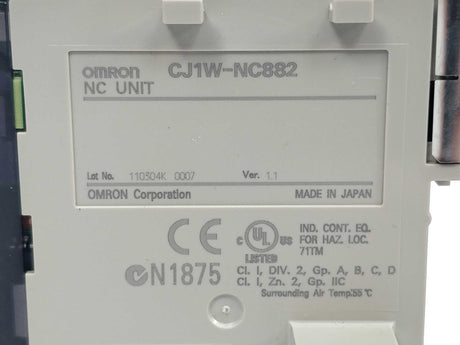 OMRON CJ1W-NC882
NC UNIT
Lot No. 110304K 0007 Ver. 1.1
OMRON Corporation MADE IN JAPAN
CE
C UL US
LISTED
IND. CONT. EQ.
FOR HAZ. LOC.
71TM
N1875
Cl. I, DIV. 2, Gp. A, B, C, D
Cl. I, Zn. 2, Gp. IIC
Surrounding Air Temp.55 °C